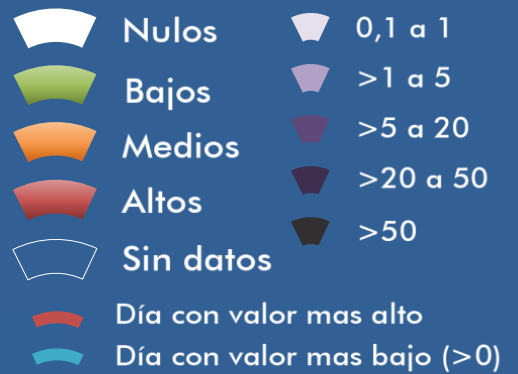 Nulos
Bajos
Medios
Altos
Sin datos
0,1 a 1
>1 a 5
>5 a 20
>20 a 50
>50
Día con valor mas alto
Día con valor mas bajo (>0)